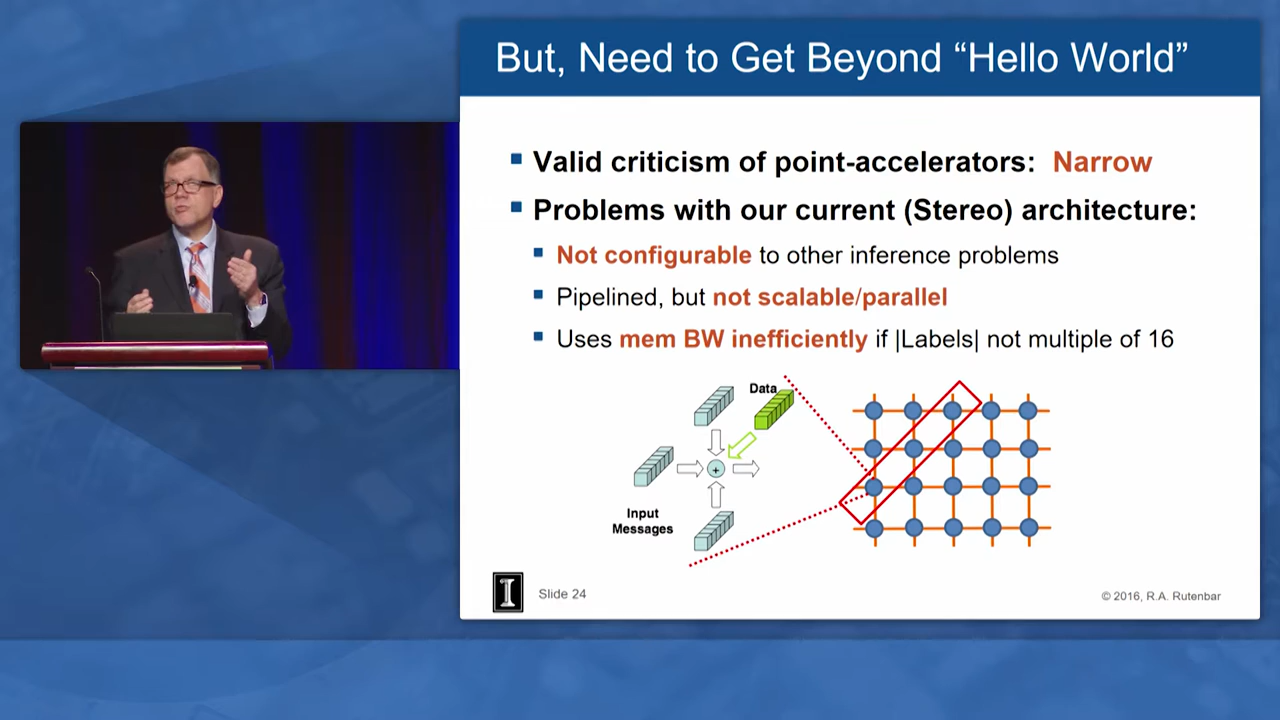 But, Need to Get Beyond “Hello World”
Valid criticism of point-accelerators: Narrow
Problems with our current (Stereo) architecture:
Not configurable to other inference problems
Pipelined, but not scalable/parallel
Uses mem BW inefficiently if |Labels| not multiple of 16
Data
+
Input
Messages
I
Slide 24
© 2016, R.A. Rutenbar